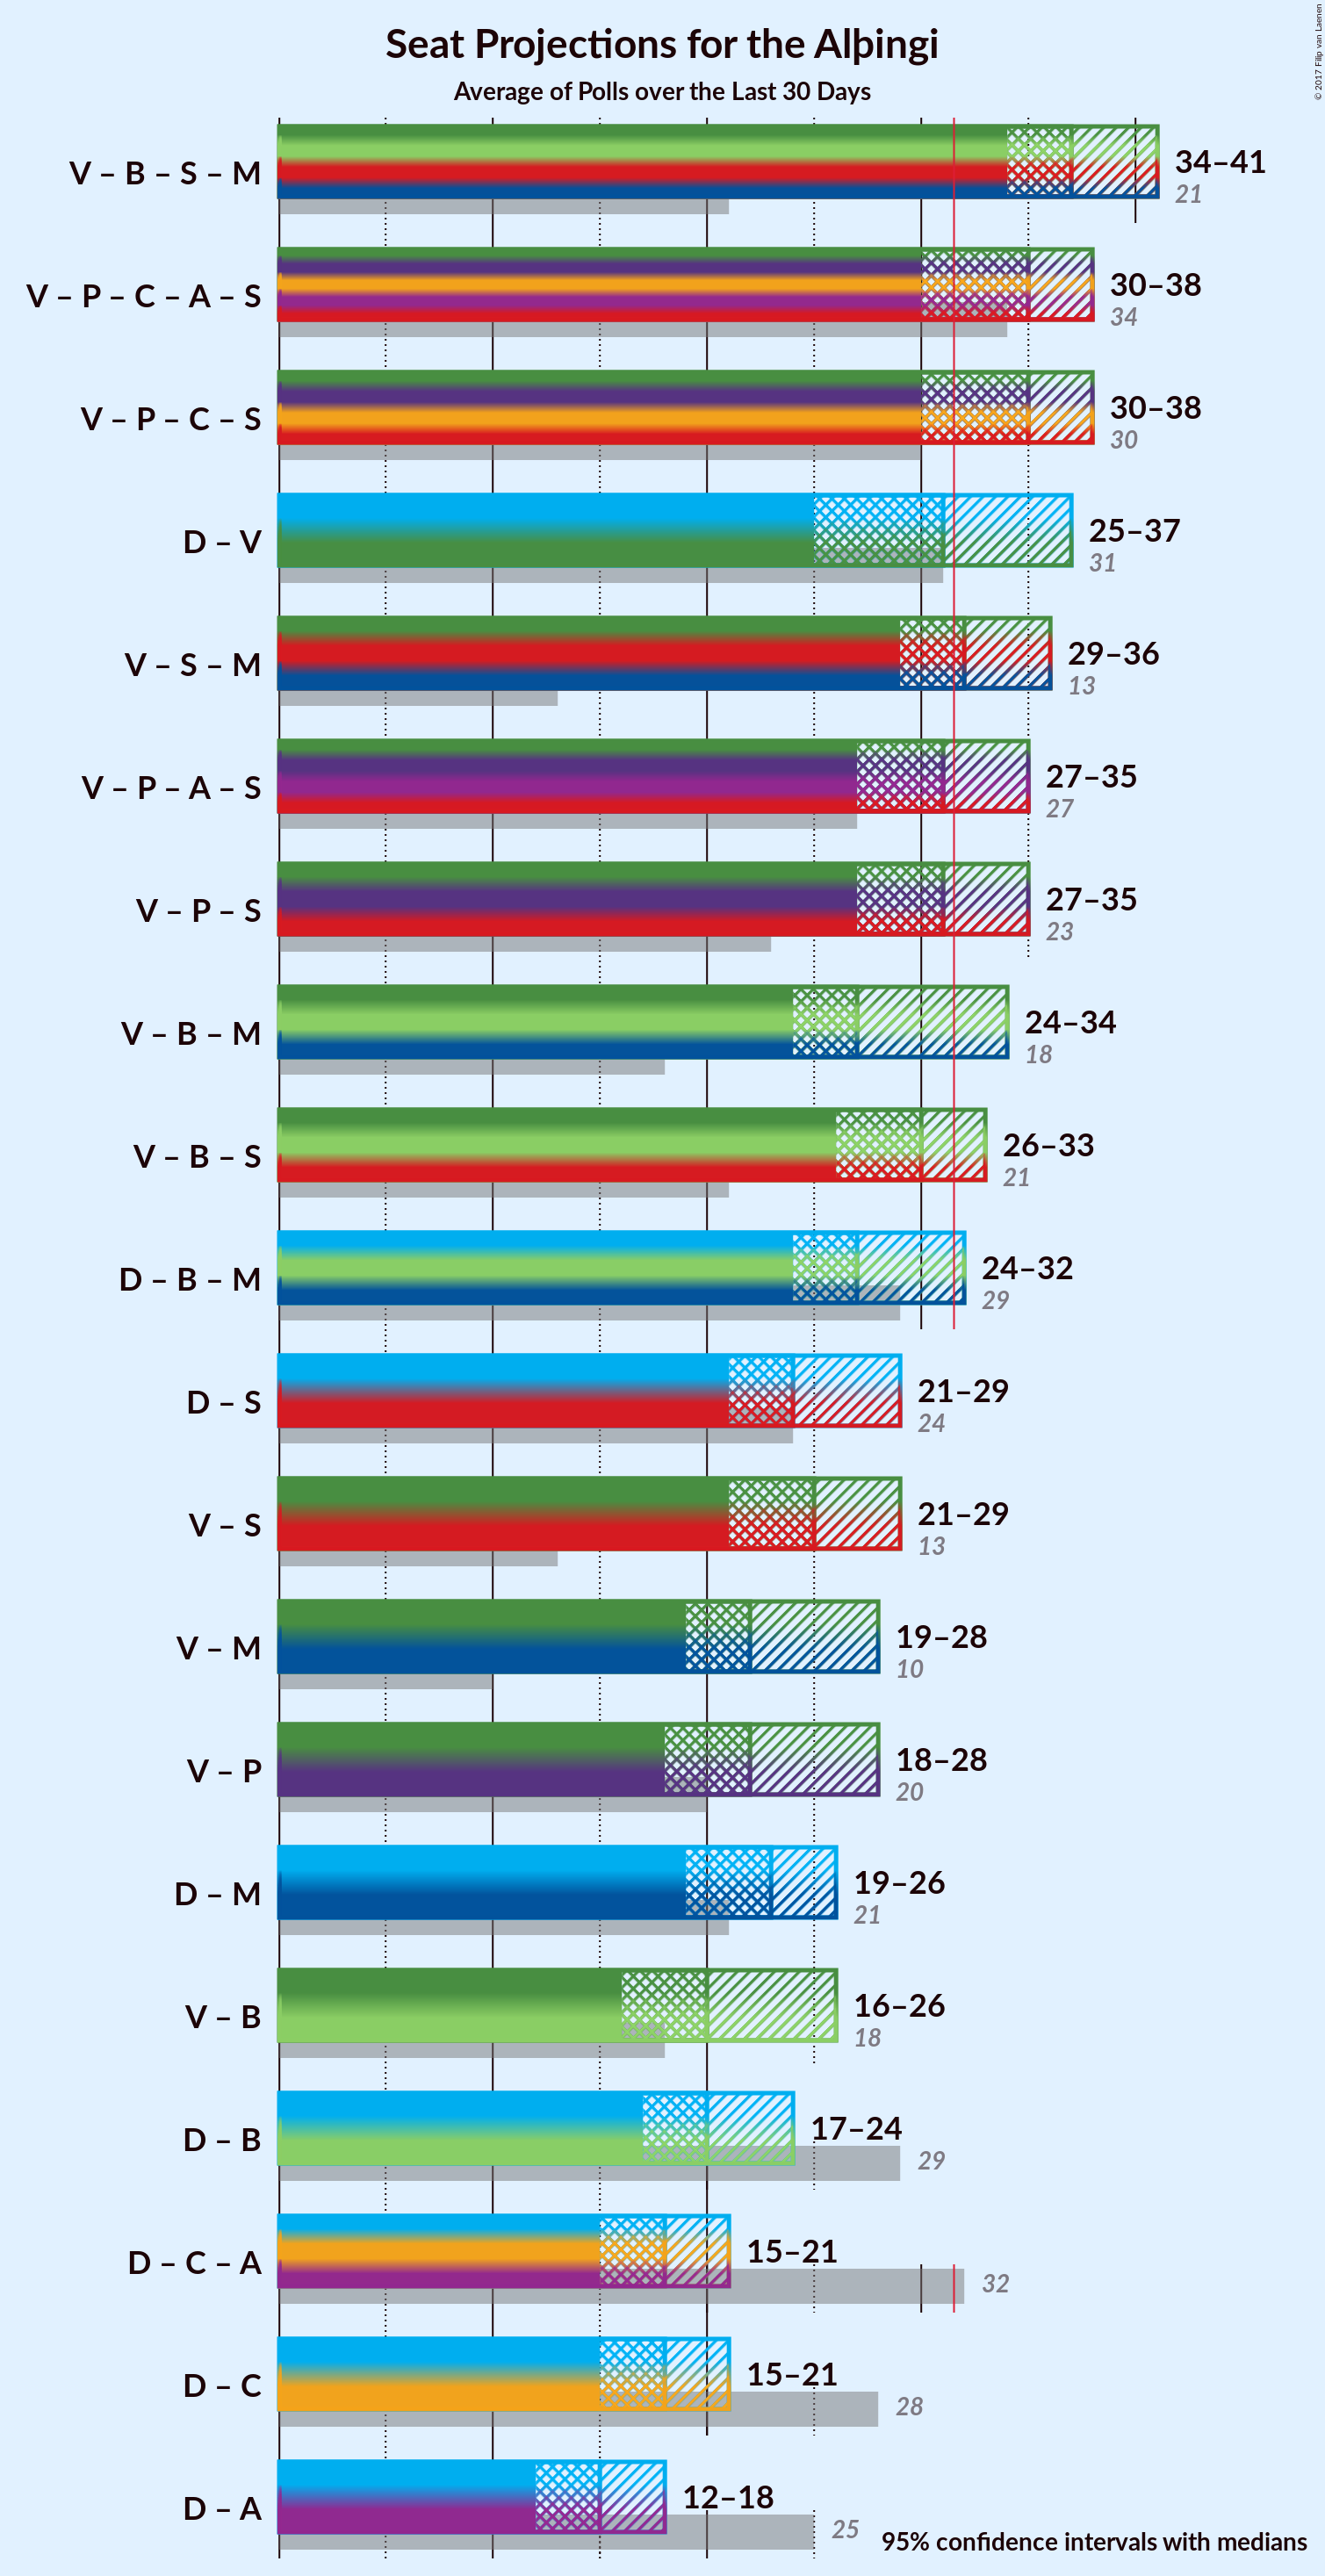 © 2017 Filip van Laenen
Seat Projections for the Alþingi
Average of Polls over the Last 30 Days
V – B – S – M 34–41
21
V – P – C – A – S 30–38
34
V – P – C – S 30–38
30
D – V 25–37
31
V – S – M 29–36
13
V – P – A – S 27–35
27
V – P – S 27–35
23
V – B – M 24–34
18
V – B – S 26–33
21
D – B – M 24–32
29
D – S 21–29
24
V – S 21–29
13
V – M 19–28
10
V – P 18–28
20
D – M 19–26
21
V – B 16–26
18
D – B 17–24
29
D – C – A 15–21
32
D – C 15–21
28
D – A 12–18
25
95% confidence intervals with medians